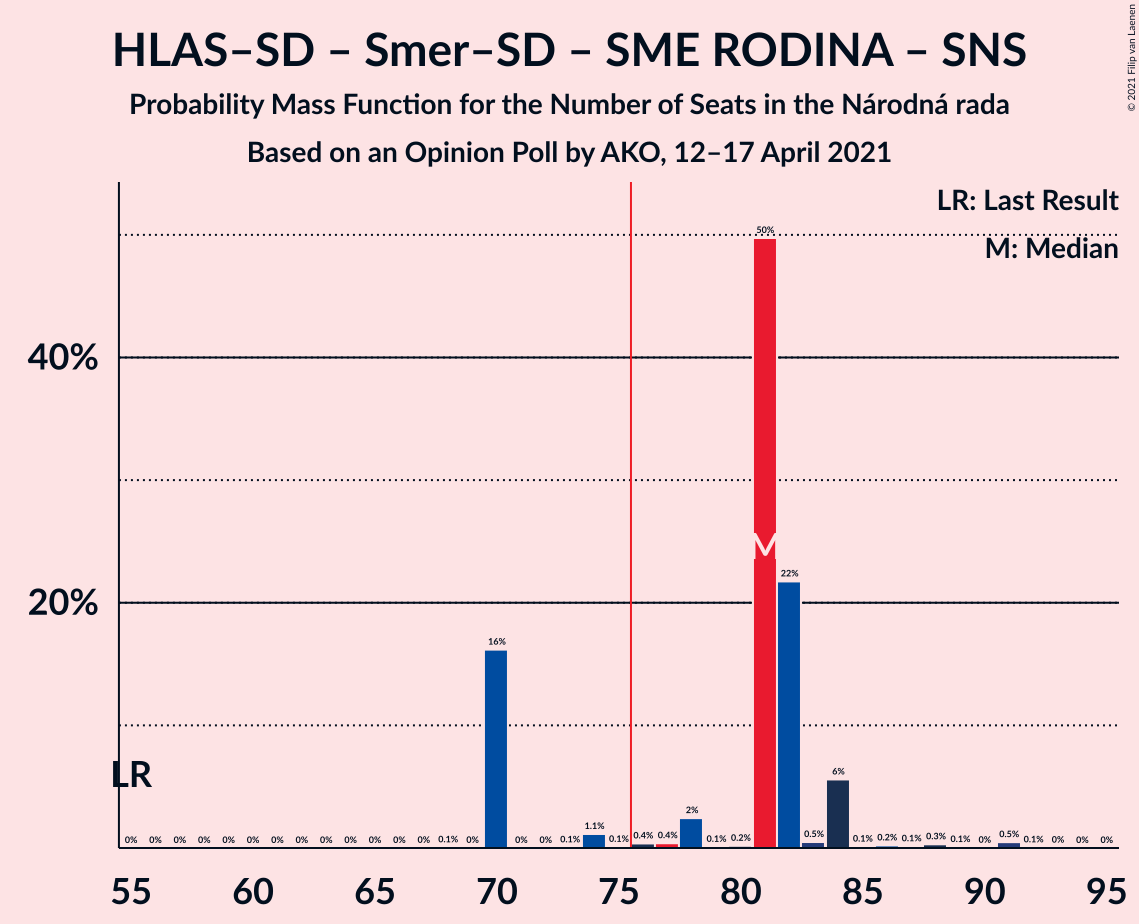 HLAS–SD – Smer–SD – SME RODINA – SNS
Probability Mass Function for the Number of Seats in the Národná rada
Based on an Opinion Poll by AKO, 12–17 April 2021
© 2021 Filip van Laenen
LR: Last Result
M: Median
50%
40%
M
22%
20%
16%
LR
6%
2%
1.1%
0% 0% 0% 0% 0% 0% 0% 0% 0% 0% 0% 0% 0% 0.1% 0% 0% 0% 0.1% 0.1% 0.4% 0.4% 0.1% 0.2% 0.5% 0.1% 0.2% 0.1% 0.3% 0.1% 0% 0.5% 0.1% 0% 0% 0%
55 60 65 70 75 80 85 90 95